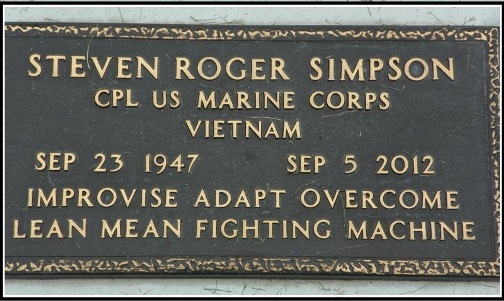 STEVEN ROGER SIMPSON
CPL US MARINE CORPS
VIETNAM
SEP 23 1947 SEP 5 2012
IMPROVISE ADAPT OVERCOME
LEAN MEAN FIGHTING MACHINE